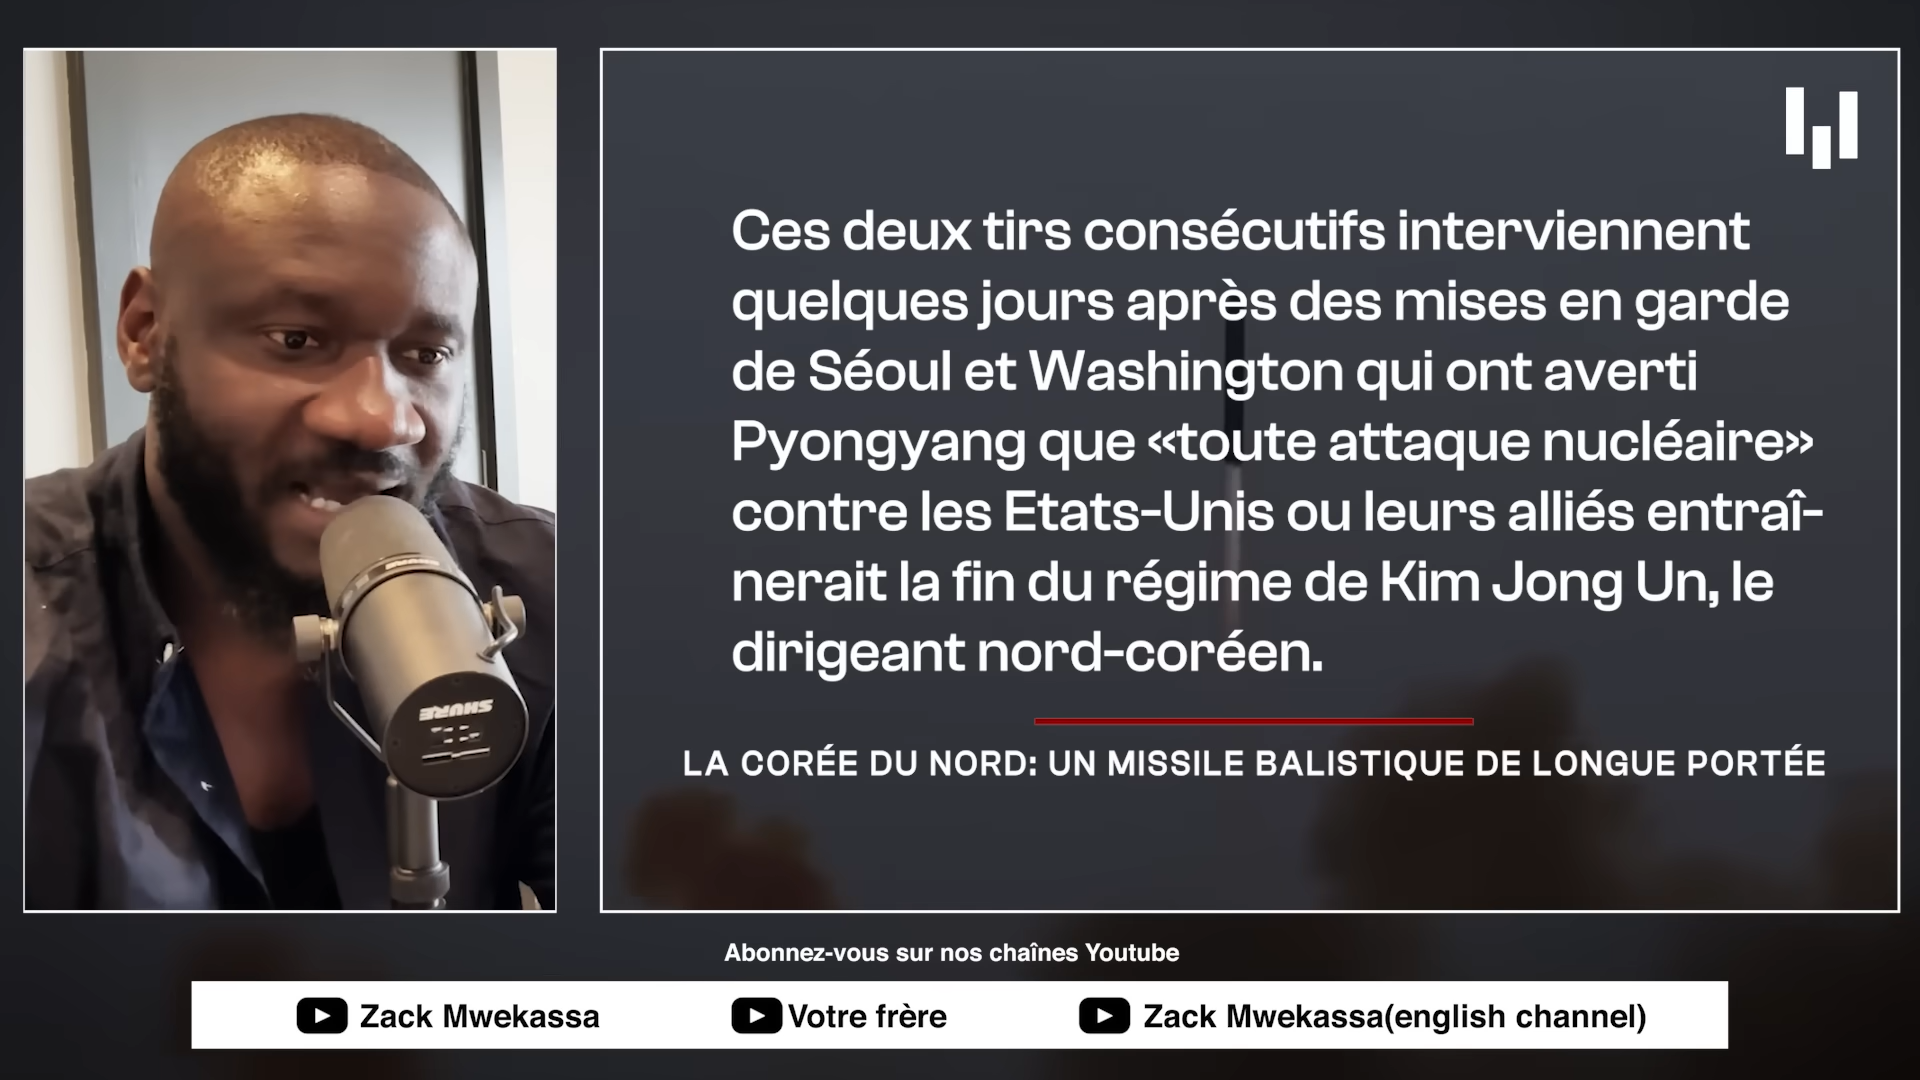 Ces deux tirs consécutifs interviennent
quelques jours après des mises en garde
de Séoul et Washington qui ont averti
Pyongyang que «toute attaque nucléaire»
contre les Etats-Unis ou leurs alliés entraî-
nerait la fin du régime de Kim Jong Un, le
dirigeant nord-coréen.
LA CORÉE DU NORD: UN MISSILE BALISTIQUE DE LONGUE PORTÉE
SHURE
Abonnez-vous sur nos chaînes Youtube
Zack Mwekassa
Votre frère
Zack Mwekassa(english channel)